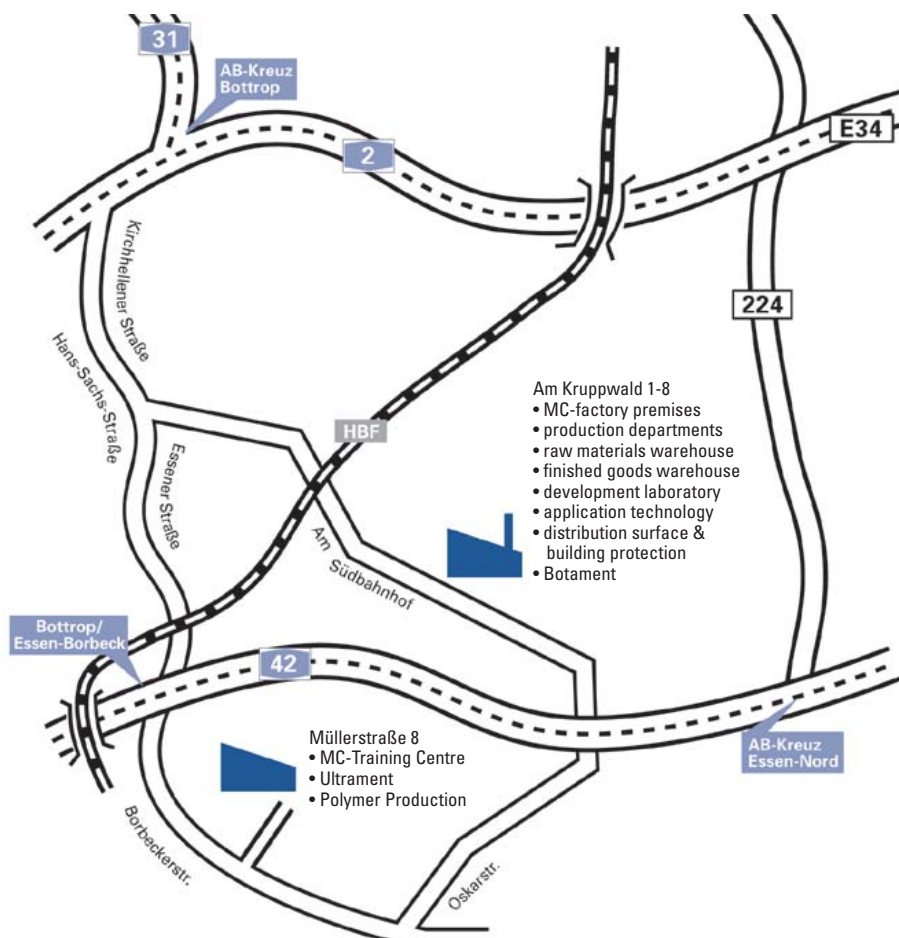 31
AB-Kreuz
Bottrop
2
E34
Kirchhellener Straße
224
Hans-Sachs-Straße
HBF
Am Kruppwald 1-8
• MC-factory premises
• production departments
• raw materials warehouse
• finished goods warehouse
• development laboratory
• application technology
• distribution surface &
building protection
• Botament
Essener Straße
Am
Südbahnhof
Bottrop/
Essen-Borbeck
42
Müllerstraße 8
• MC-Training Centre
• Ultrament
• Polymer Production
AB-Kreuz
Essen-Nord
Borbeckerstr.
Oskarstr.